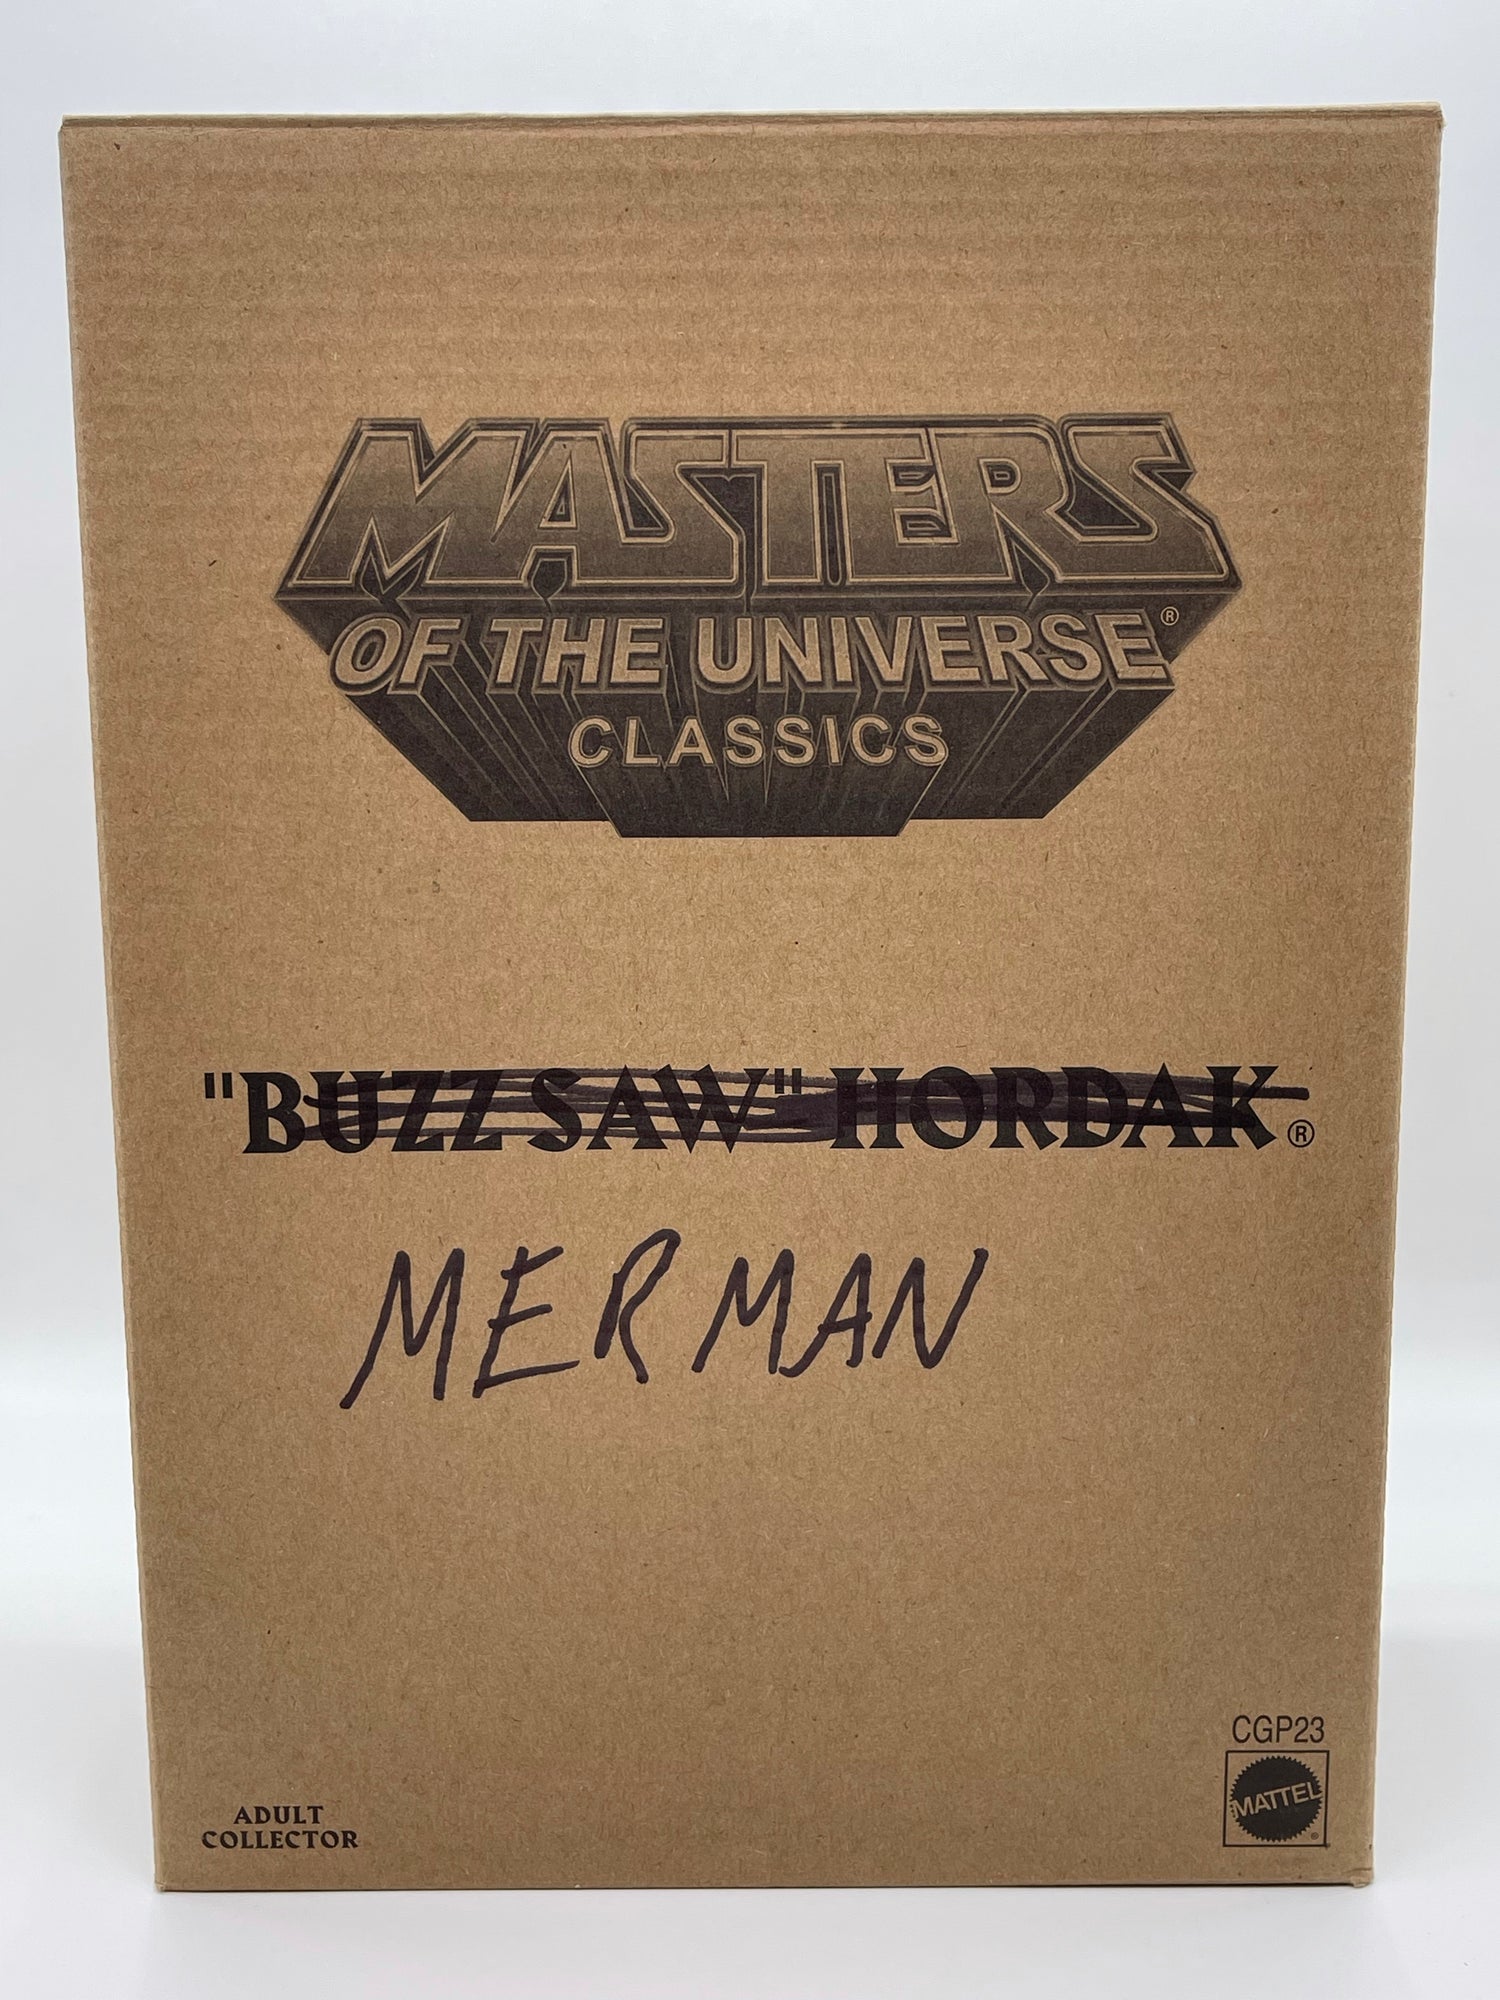 MASTERS
OF THE UNIVERSE®
CLASSICS
"BUZZ SAW" HORDAK®
MERMAN
CGP23
MATTEL®
ADULT
COLLECTOR